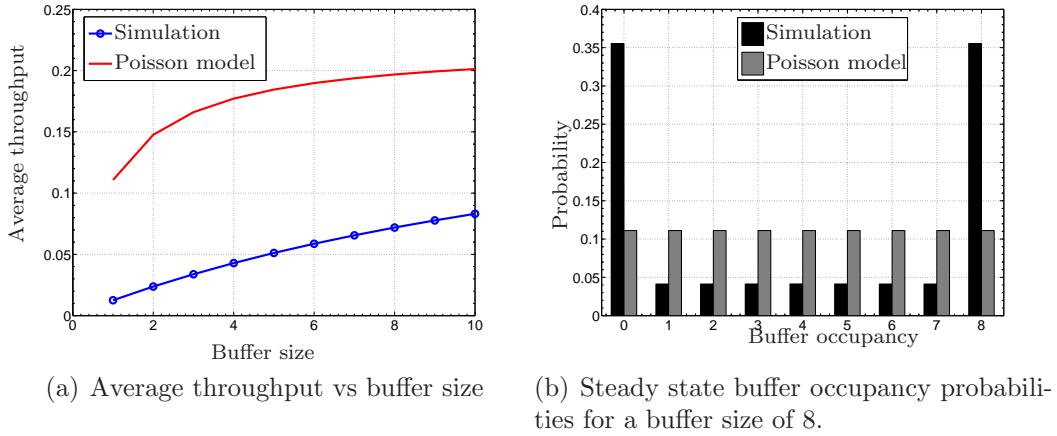 0.25
0.2
0.15
0.1
0.05
0
0 2 4 6 8 10
Average throughput
Buffer size
Simulation
Poisson model
(a) Average throughput vs buffer size
0.4
0.35
0.3
0.25
0.2
0.15
0.1
0.05
0
0 1 2 3 4 5 6 7 8
Probability
Buffer occupancy
Simulation
Poisson model
(b) Steady state buffer occupancy probabili-
ties for a buffer size of 8.